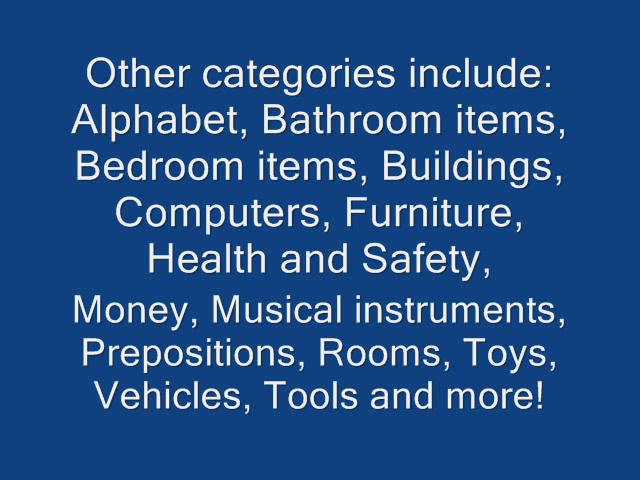 Other categories include:
Alphabet, Bathroom items,
Bedroom items, Buildings,
Computers, Furniture,
Health and Safety,
Money, Musical instruments,
Prepositions, Rooms, Toys,
Vehicles, Tools and more!